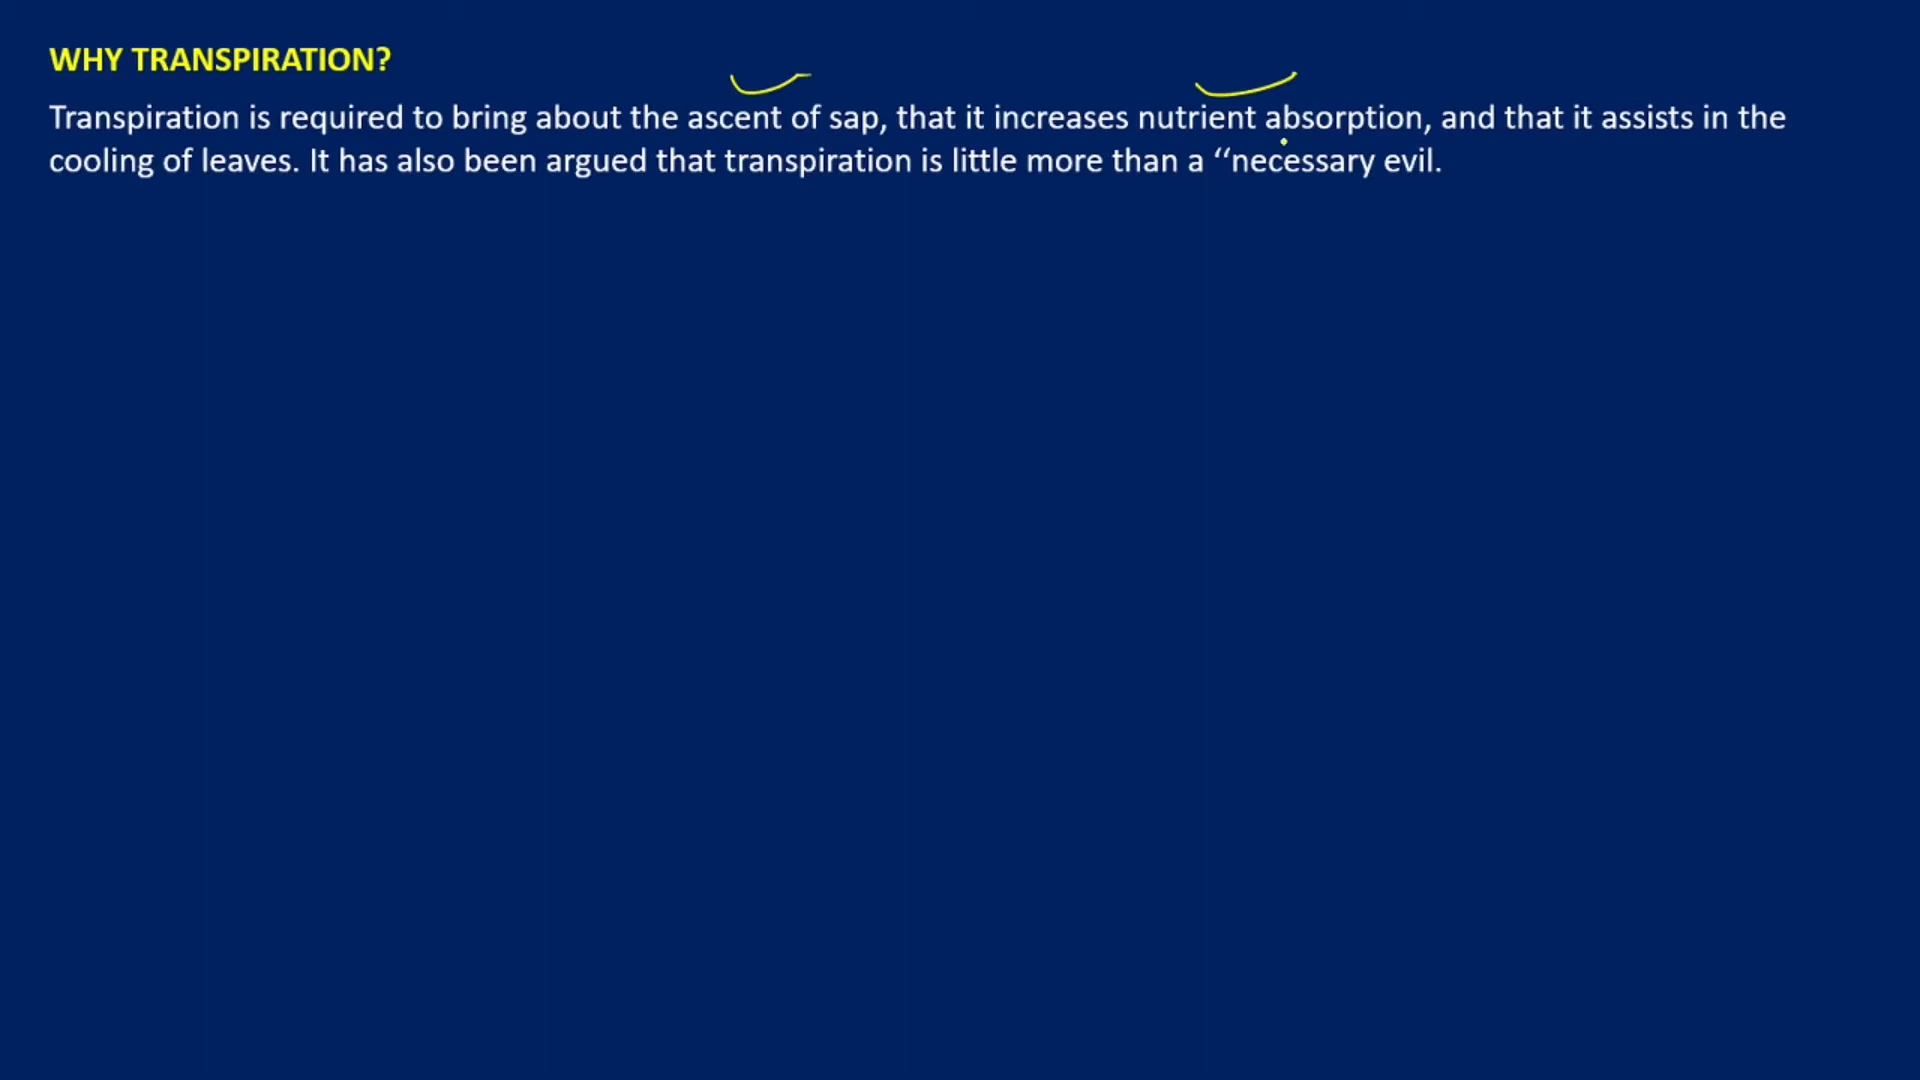 WHY TRANSPIRATION?
Transpiration is required to bring about the ascent of sap, that it increases nutrient absorption, and that it assists in the
cooling of leaves. It has also been argued that transpiration is little more than a “necessary evil.